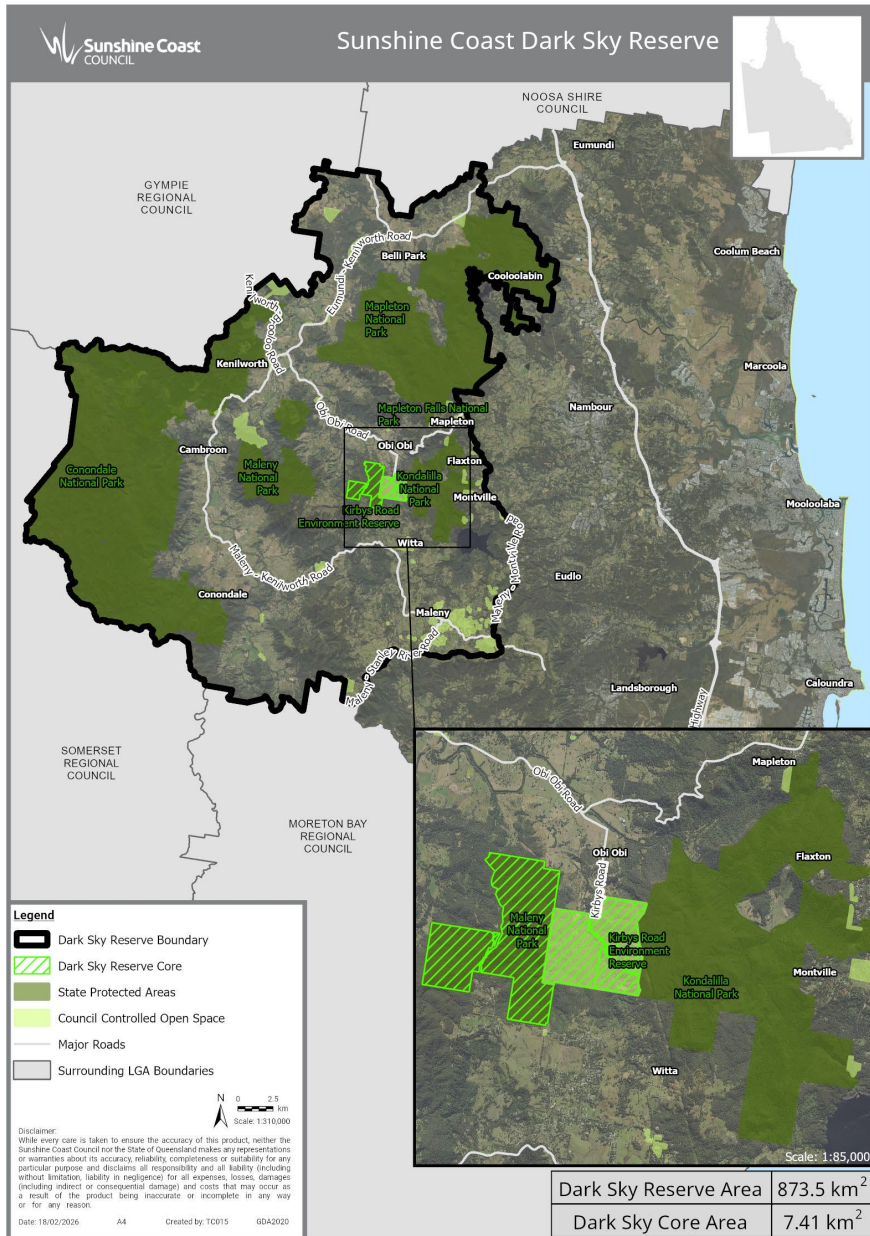 Sunshine Coast
COUNCIL
Sunshine Coast Dark Sky Reserve
NOOSA SHIRE
COUNCIL
GYMPIE
REGIONAL
COUNCIL
Eumundi
Coolum Beach
Eumundi - Kenilworth Road
Belli Park
Cooloolabin
Kenilworth - Brooloo Road
Mapleton
National
Park
Kenilworth
Marcoola
Obi Obi Road
Mapleton Falls National
Park
Mapleton
Nambour
Obi Obi
Cambroon
Conondale
National Park
Maleny
National
Park
Flaxton
Kondalilla
National
Park
Montville
Mooloolaba
Kirbys Road
Environment Reserve
Witta
Maleny - Kenilworth Road
Maleny - Montville Road
Eudlo
Conondale
Maleny
Maleny - Stanley River Road
Landsborough
Caloundra
Highway
SOMERSET
REGIONAL
COUNCIL
MORETON BAY
REGIONAL
COUNCIL
Mapleton
Obi Obi Road
Obi Obi
Flaxton
Kirbys Road
Maleny
National
Park
Kirbys Road
Environment
Reserve
Montville
Kondalilla
National Park
Witta
Scale: 1:85,000
Legend
Dark Sky Reserve Boundary
Dark Sky Reserve Core
State Protected Areas
Council Controlled Open Space
Major Roads
Surrounding LGA Boundaries
N
0 2.5
km
Scale: 1:310,000
Disclaimer:
While every care is taken to ensure the accuracy of this product, neither the
Sunshine Coast Council nor the State of Queensland makes any representations
or warranties about its accuracy, reliability, completeness or suitability for any
particular purpose and disclaims all responsibility and all liability (including
without limitation, liability in negligence) for all expenses, losses, damages
(including indirect or consequential damage) and costs that may occur as
a result of the product being inaccurate or incomplete in any way
or for any reason.
Date: 18/02/2026 A4 Created by: TC015 GDA2020
Dark Sky Reserve Area 873.5 km²
Dark Sky Core Area 7.41 km²